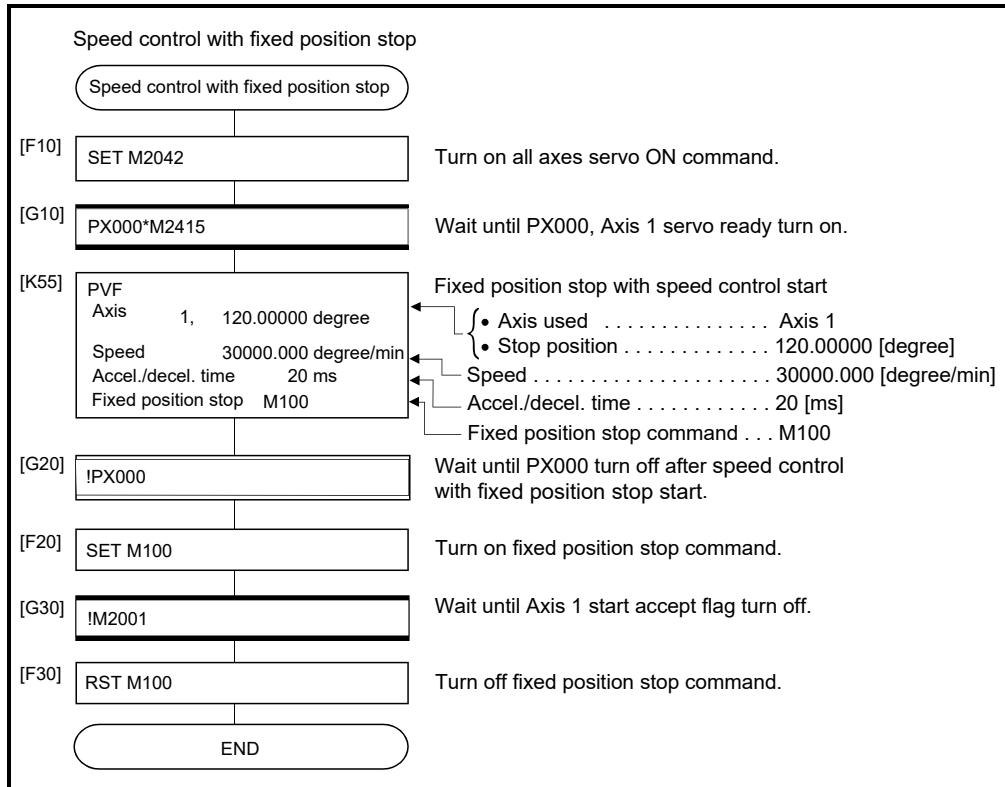 Speed control with fixed position stop
Speed control with fixed position stop
[F10]
SET M2042
Turn on all axes servo ON command.
[G10]
PX000*M2415
Wait until PX000, Axis 1 servo ready turn on.
[K55]
PVF
Axis 1, 120.00000 degree
Speed 30000.000 degree/min
Accel./decel. time 20 ms
Fixed position stop M100
Fixed position stop with speed control start
• Axis used . . . . . . . . . . . . . . . Axis 1
• Stop position . . . . . . . . . . . . . 120.00000 [degree]
Speed . . . . . . . . . . . . . . . . . . . . . 30000.000 [degree/min]
Accel./decel. time . . . . . . . . . . . . 20 [ms]
Fixed position stop command . . . M100
[G20]
!PX000
Wait until PX000 turn off after speed control
with fixed position stop start.
[F20]
SET M100
Turn on fixed position stop command.
[G30]
!M2001
Wait until Axis 1 start accept flag turn off.
[F30]
RST M100
Turn off fixed position stop command.
END